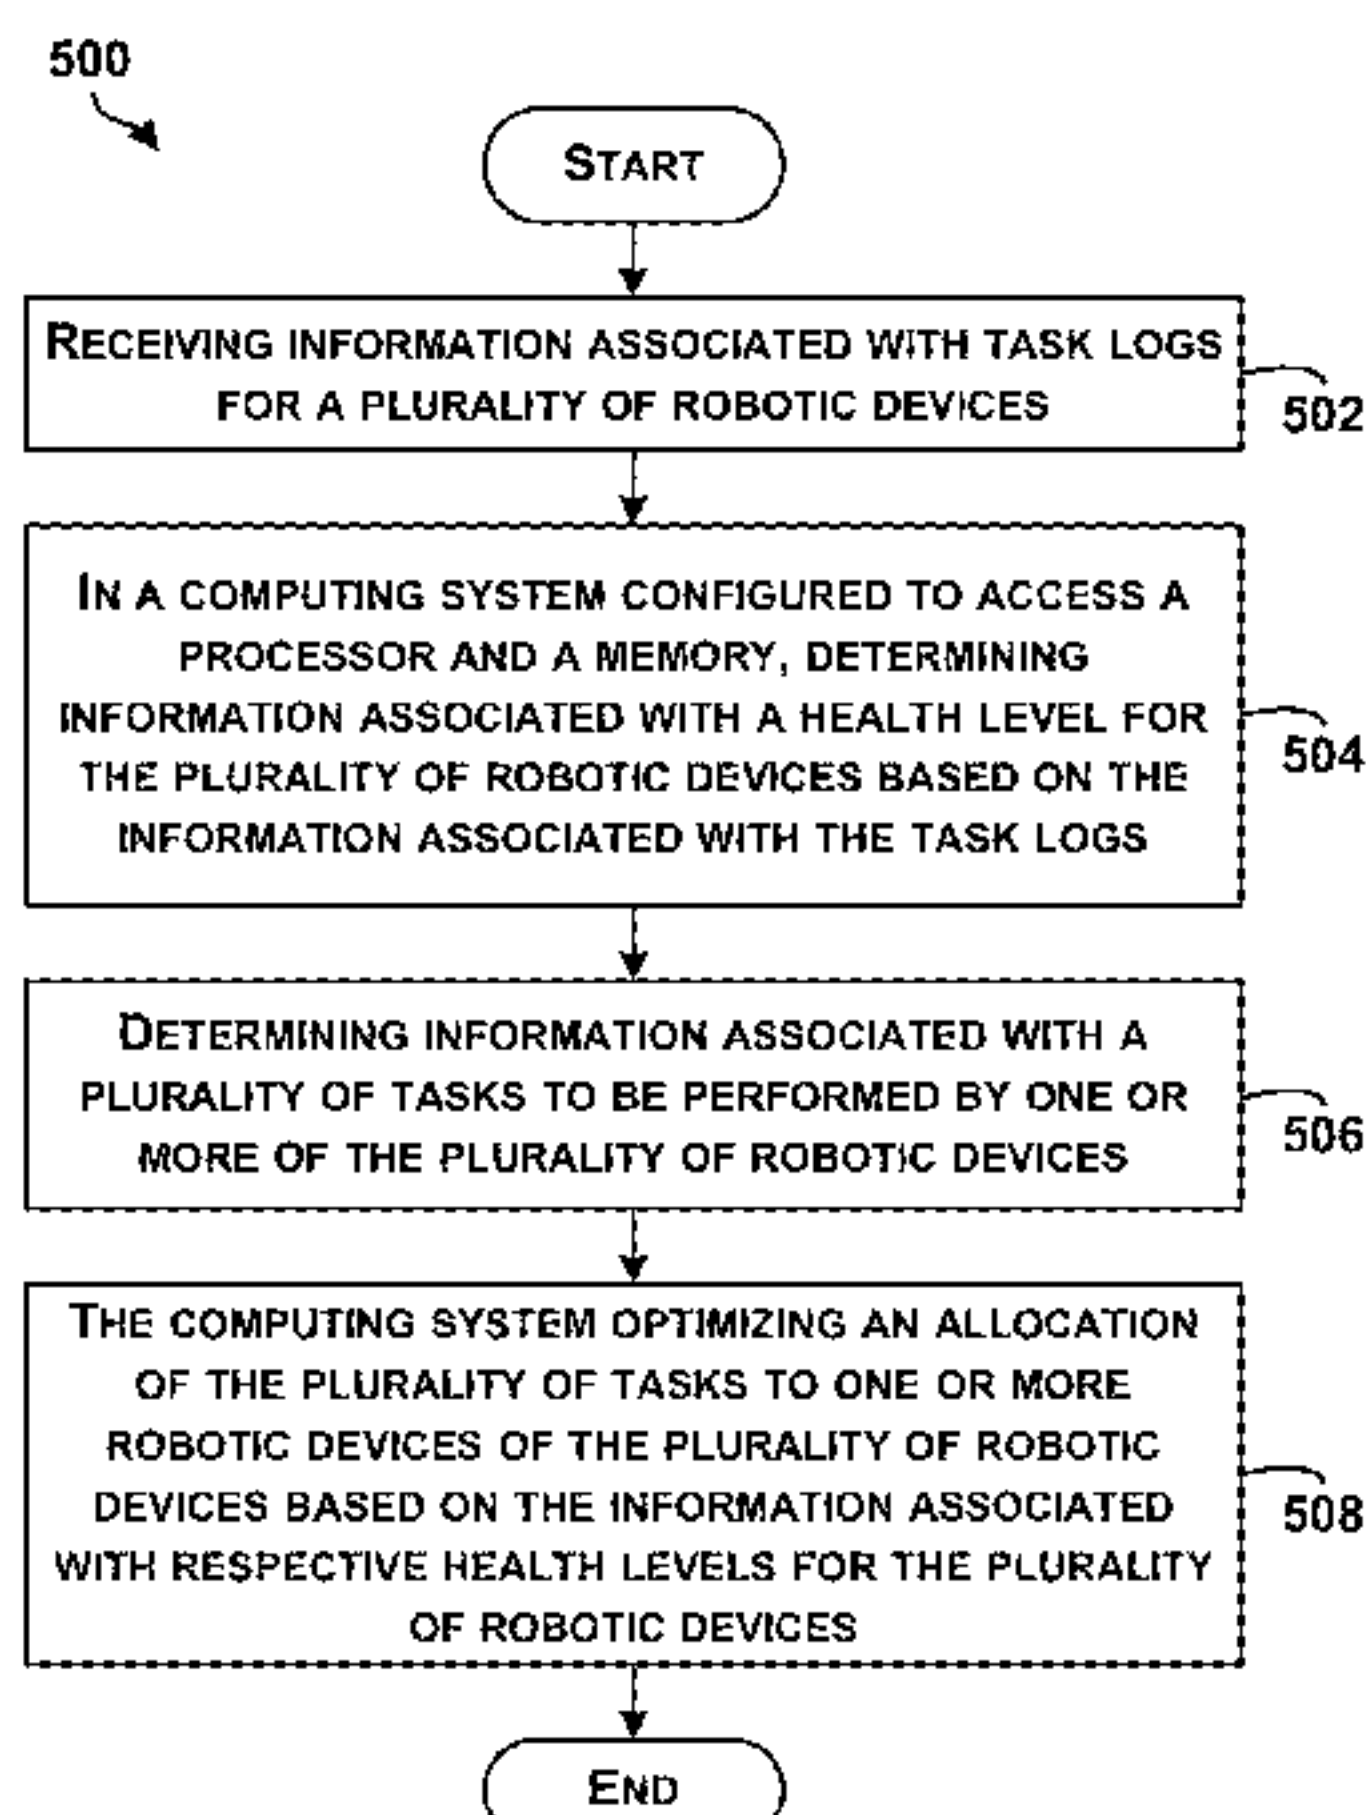 500
START
RECEIVING INFORMATION ASSOCIATED WITH TASK LOGS
FOR A PLURALITY OF ROBOTIC DEVICES
502
IN A COMPUTING SYSTEM CONFIGURED TO ACCESS A
PROCESSOR AND A MEMORY, DETERMINING
INFORMATION ASSOCIATED WITH A HEALTH LEVEL FOR
THE PLURALITY OF ROBOTIC DEVICES BASED ON THE
INFORMATION ASSOCIATED WITH THE TASK LOGS
504
DETERMINING INFORMATION ASSOCIATED WITH A
PLURALITY OF TASKS TO BE PERFORMED BY ONE OR
MORE OF THE PLURALITY OF ROBOTIC DEVICES
506
THE COMPUTING SYSTEM OPTIMIZING AN ALLOCATION
OF THE PLURALITY OF TASKS TO ONE OR MORE
ROBOTIC DEVICES OF THE PLURALITY OF ROBOTIC
DEVICES BASED ON THE INFORMATION ASSOCIATED
WITH RESPECTIVE HEALTH LEVELS FOR THE PLURALITY
OF ROBOTIC DEVICES
508
END